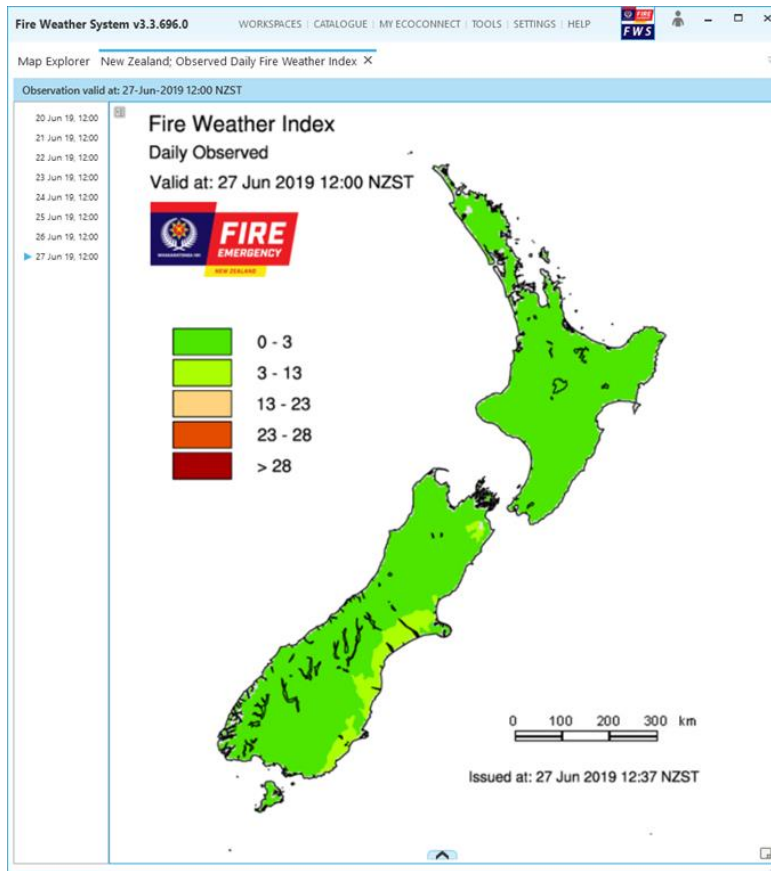 Fire Weather System v3.3.696.0 WORKSPACES | CATALOGUE | MY ECOCONNECT | TOOLS | SETTINGS | HELP
FWS
Map Explorer New Zealand; Observed Daily Fire Weather Index ✕
Observation valid at: 27-Jun-2019 12:00 NZST
20 Jun 19, 12:00
21 Jun 19, 12:00
22 Jun 19, 12:00
23 Jun 19, 12:00
24 Jun 19, 12:00
25 Jun 19, 12:00
26 Jun 19, 12:00
27 Jun 19, 12:00
Fire Weather Index
Daily Observed
Valid at: 27 Jun 2019 12:00 NZST
FIRE
EMERGENCY
NEW ZEALAND
0 - 3
3 - 13
13 - 23
23 - 28
> 28
0 100 200 300 km
Issued at: 27 Jun 2019 12:37 NZST